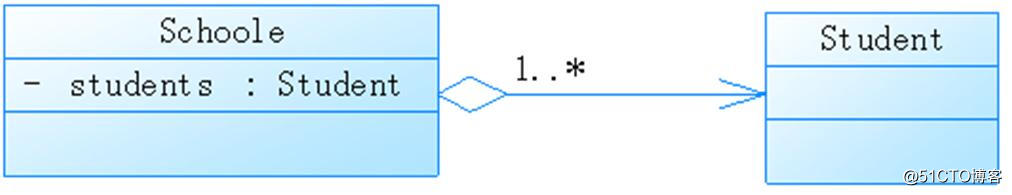 Schoole
- students : Student
1..*
Student
@51CTO博客